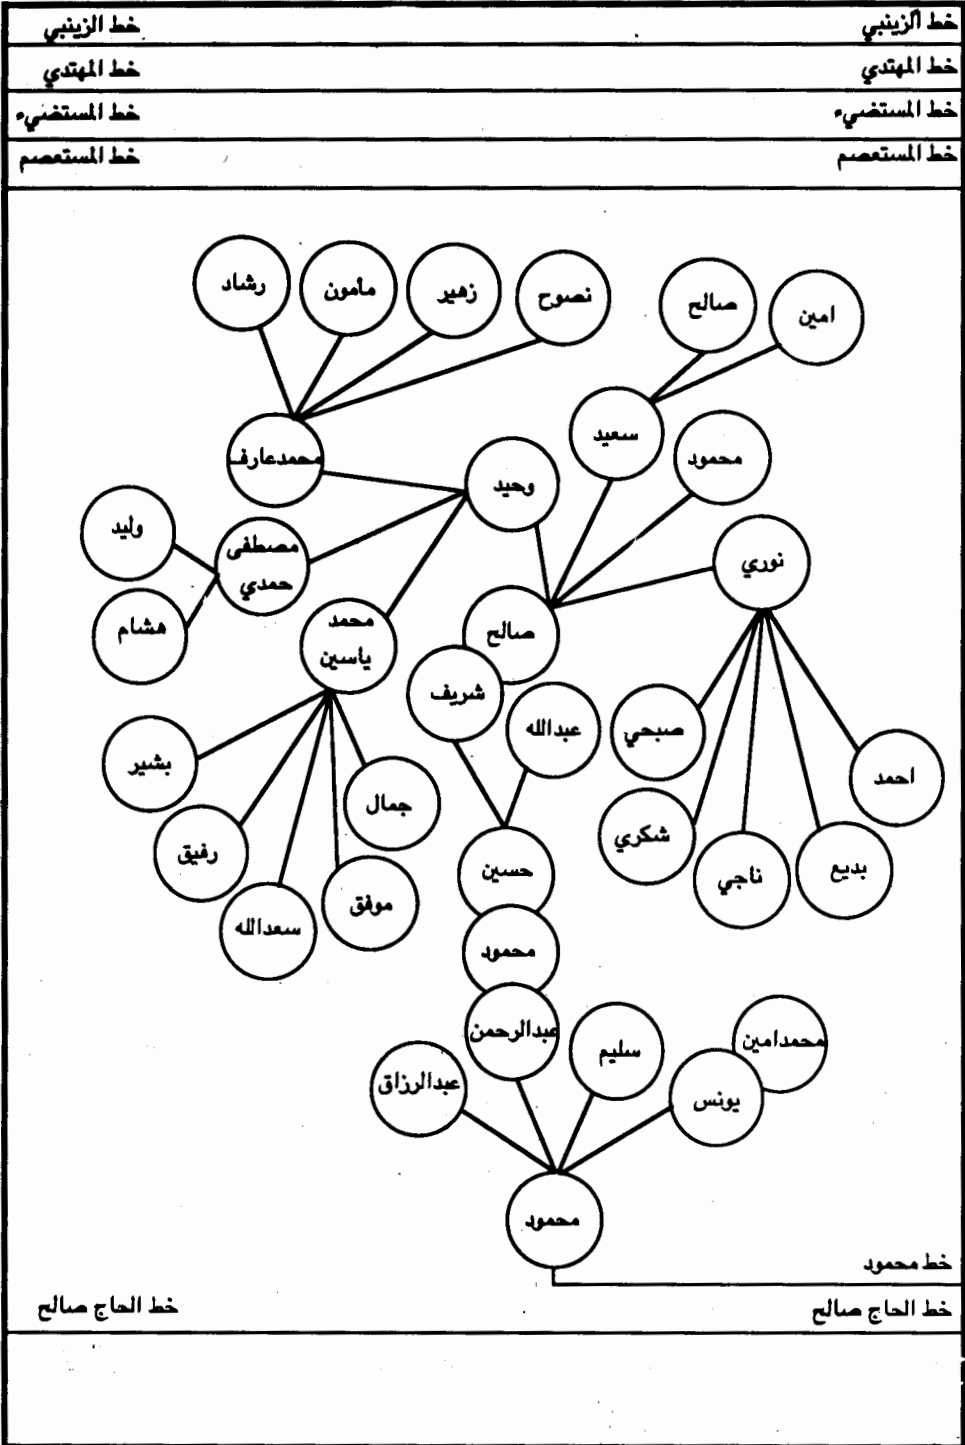 خط الزينبي
خط الزينبي
خط المهتدي
خط المهتدي
خط المستضيء
خط المستضيء
خط المستعصم
خط المستعصم
امين
صالح
نصوح
زهير
مأمون
رشاد
سعيد
محمود
وحيد
محمدعارف
نوري
مصطفى
حمدي
وليد
هشام
صالح
محمد
ياسين
شريف
عبدالله
صبحي
احمد
بشير
جمال
شكري
رفيق
حسين
بديع
ناجي
موفق
سعدالله
محمود
عبدالرحمن
سليم
محمدامين
عبدالرزاق
يونس
محمود
خط محمود
خط الحاج صالح
خط الحاج صالح